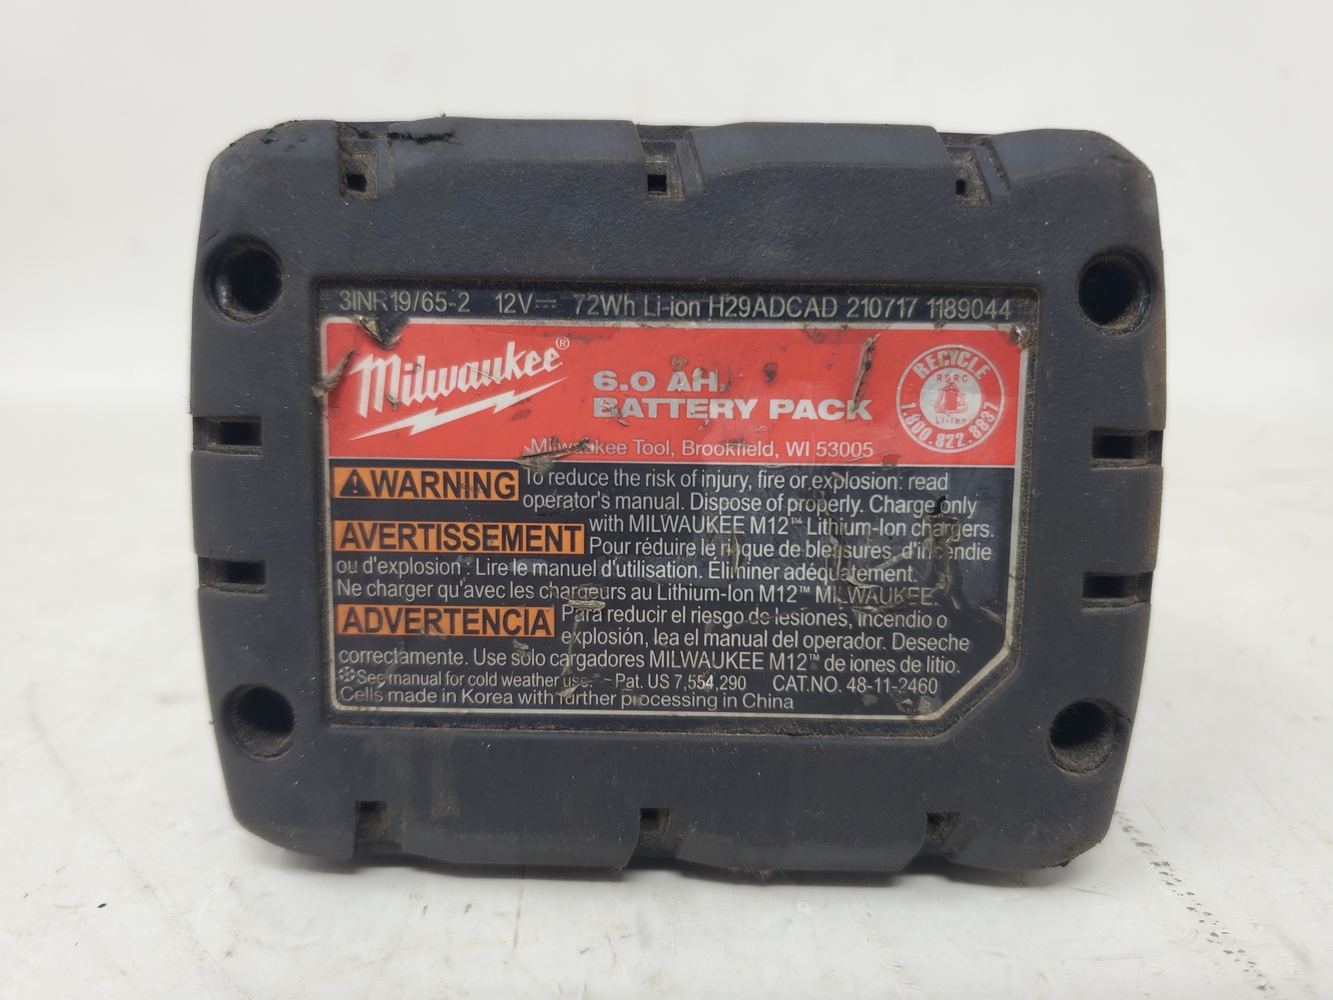 3INR19/65-2 12V⎓ 72Wh Li-ion H29ADCAD 210717 1189044
Milwaukee®
6.0 AH
BATTERY PACK
Milwaukee Tool, Brookfield, WI 53005
RECYCLE
RBRC
Li-Ion
1.800.822.8837
⚠WARNING To reduce the risk of injury, fire or explosion: read
operator's manual. Dispose of properly. Charge only
with MILWAUKEE M12™ Lithium-Ion chargers.
AVERTISSEMENT Pour réduire le risque de blessures, d'incendie
ou d'explosion : Lire le manuel d'utilisation. Éliminer adéquatement.
Ne charger qu'avec les chargeurs au Lithium-Ion M12™ MILWAUKEE.
ADVERTENCIA Para reducir el riesgo de lesiones, incendio o
explosión, lea el manual del operador. Deseche
correctamente. Use solo cargadores MILWAUKEE M12™ de iones de litio.
❄See manual for cold weather use. Pat. US 7,554,290 CAT.NO. 48-11-2460
Cells made in Korea with further processing in China